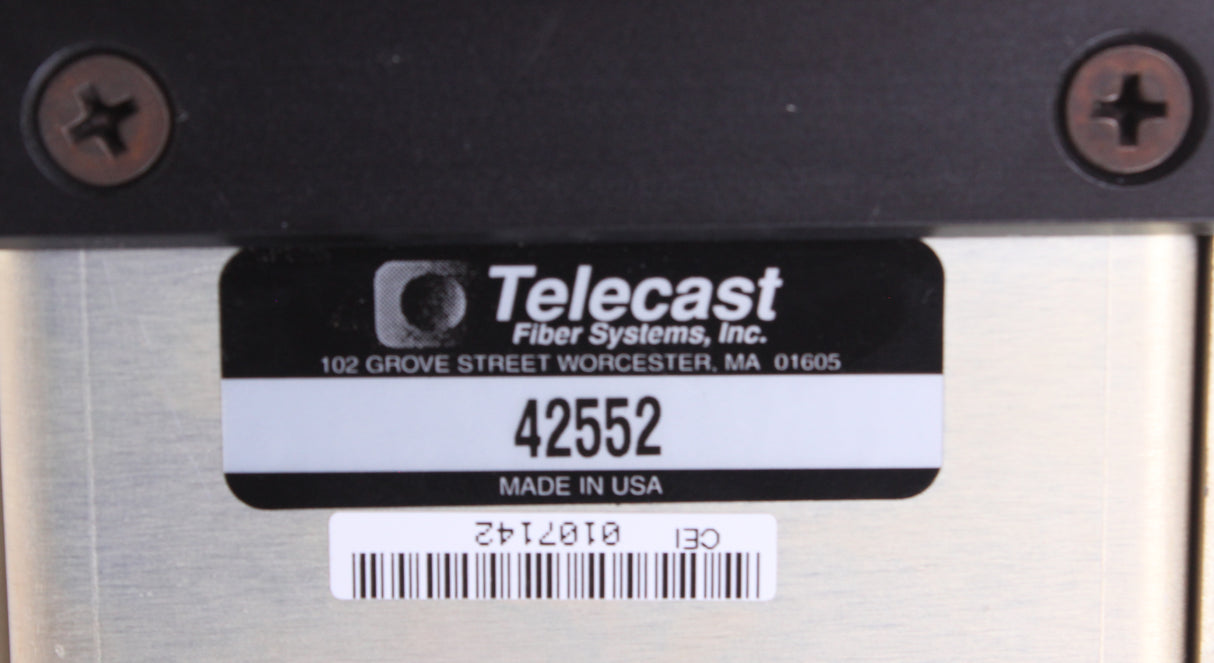 Telecast
Fiber Systems, Inc.
102 GROVE STREET WORCESTER, MA 01605
42552
MADE IN USA
CEI 0107142